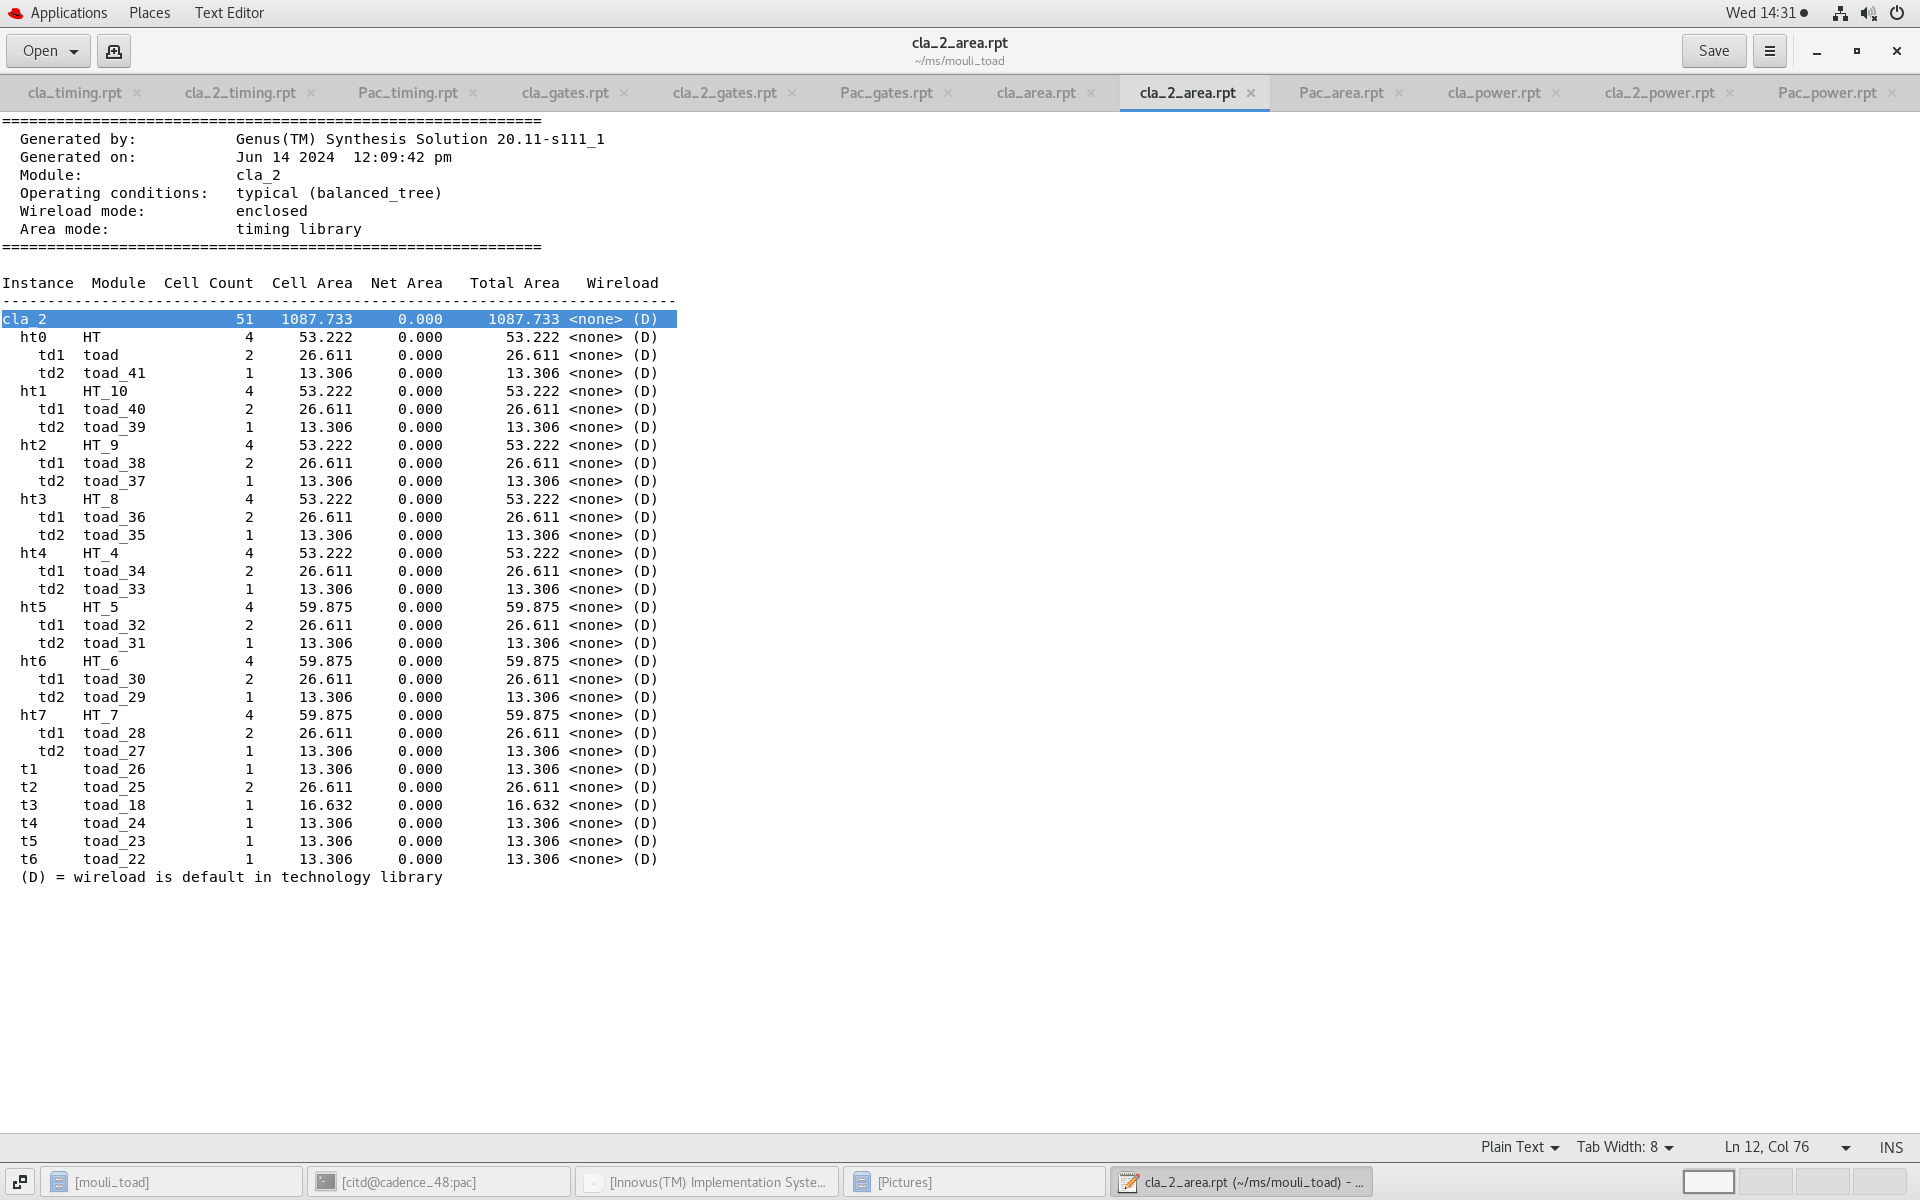 Applications Places Text Editor Wed 14:31
Open cla_2_area.rpt Save
~/ms/mouli_toad
cla_timing.rpt cla_2_timing.rpt Pac_timing.rpt cla_gates.rpt cla_2_gates.rpt Pac_gates.rpt cla_area.rpt cla_2_area.rpt Pac_area.rpt cla_power.rpt cla_2_power.rpt Pac_power.rpt
============================================================
  Generated by:           Genus(TM) Synthesis Solution 20.11-s111_1
  Generated on:           Jun 14 2024  12:09:42 pm
  Module:                 cla_2
  Operating conditions:   typical (balanced_tree)
  Wireload mode:          enclosed
  Area mode:              timing library
============================================================
Instance  Module  Cell Count  Cell Area  Net Area   Total Area   Wireload
---------------------------------------------------------------------------
cla_2                     51   1087.733     0.000     1087.733 <none> (D)
  ht0    HT                4     53.222     0.000       53.222 <none> (D)
    td1  toad              2     26.611     0.000       26.611 <none> (D)
    td2  toad_41           1     13.306     0.000       13.306 <none> (D)
  ht1    HT_10             4     53.222     0.000       53.222 <none> (D)
    td1  toad_40           2     26.611     0.000       26.611 <none> (D)
    td2  toad_39           1     13.306     0.000       13.306 <none> (D)
  ht2    HT_9              4     53.222     0.000       53.222 <none> (D)
    td1  toad_38           2     26.611     0.000       26.611 <none> (D)
    td2  toad_37           1     13.306     0.000       13.306 <none> (D)
  ht3    HT_8              4     53.222     0.000       53.222 <none> (D)
    td1  toad_36           2     26.611     0.000       26.611 <none> (D)
    td2  toad_35           1     13.306     0.000       13.306 <none> (D)
  ht4    HT_4              4     53.222     0.000       53.222 <none> (D)
    td1  toad_34           2     26.611     0.000       26.611 <none> (D)
    td2  toad_33           1     13.306     0.000       13.306 <none> (D)
  ht5    HT_5              4     59.875     0.000       59.875 <none> (D)
    td1  toad_32           2     26.611     0.000       26.611 <none> (D)
    td2  toad_31           1     13.306     0.000       13.306 <none> (D)
  ht6    HT_6              4     59.875     0.000       59.875 <none> (D)
    td1  toad_30           2     26.611     0.000       26.611 <none> (D)
    td2  toad_29           1     13.306     0.000       13.306 <none> (D)
  ht7    HT_7              4     59.875     0.000       59.875 <none> (D)
    td1  toad_28           2     26.611     0.000       26.611 <none> (D)
    td2  toad_27           1     13.306     0.000       13.306 <none> (D)
  t1     toad_26           1     13.306     0.000       13.306 <none> (D)
  t2     toad_25           2     26.611     0.000       26.611 <none> (D)
  t3     toad_18           1     16.632     0.000       16.632 <none> (D)
  t4     toad_24           1     13.306     0.000       13.306 <none> (D)
  t5     toad_23           1     13.306     0.000       13.306 <none> (D)
  t6     toad_22           1     13.306     0.000       13.306 <none> (D)
  (D) = wireload is default in technology library
Plain Text Tab Width: 8 Ln 12, Col 76 INS
[mouli_toad] [citd@cadence_48:pac] [Innovus(TM) Implementation Syste... [Pictures] cla_2_area.rpt (~/ms/mouli_toad) - ...